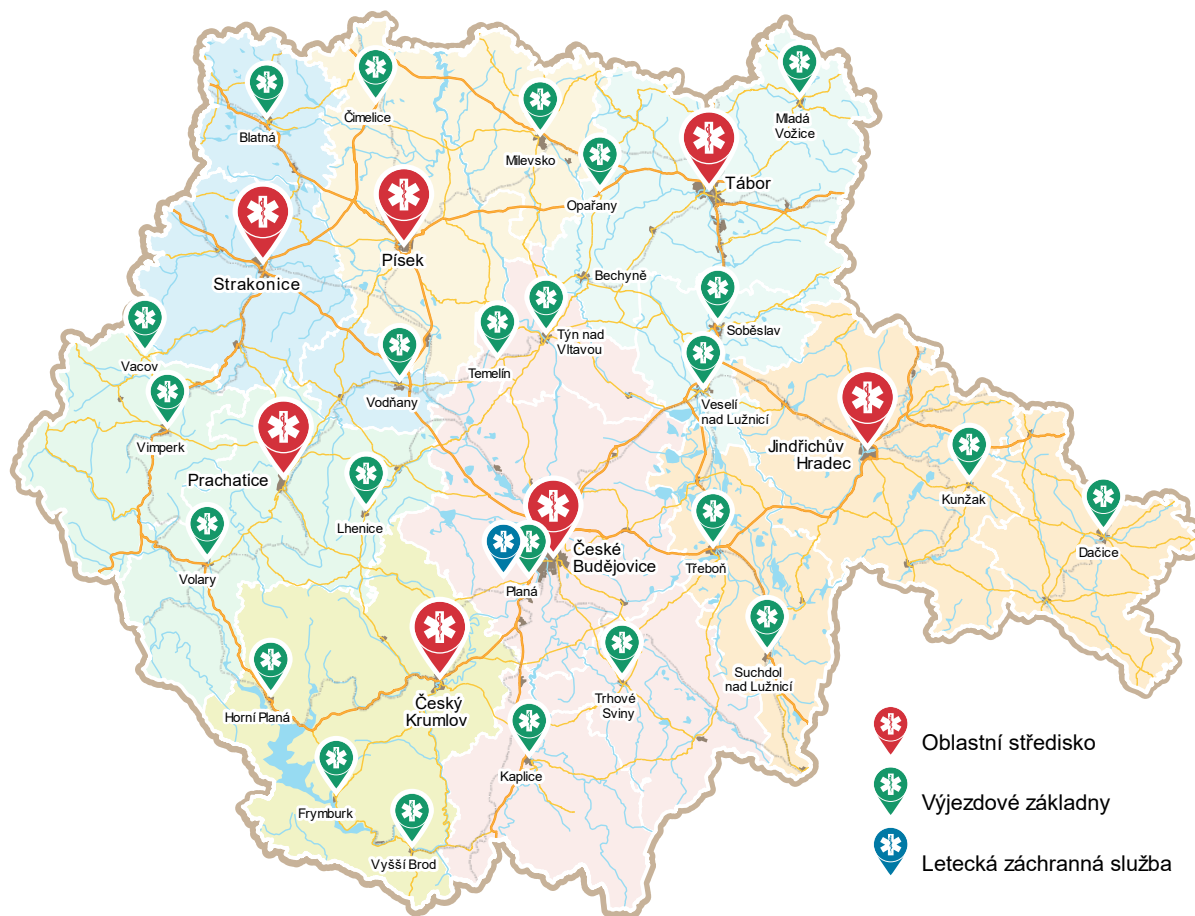 Čimelice
Blatná
Milevsko
Mladá
Vožice
Tábor
Opařany
Písek
Strakonice
Bechyně
Soběslav
Týn nad
Vltavou
Temelín
Vacov
Vodňany
Veselí
nad Lužnicí
Vimperk
Jindřichův
Hradec
Prachatice
Kunžak
Lhenice
Dačice
České
Budějovice
Třeboň
Volary
Planá
Suchdol
nad Lužnicí
Trhové
Sviny
Horní Planá
Český
Krumlov
Kaplice
Frymburk
Vyšší Brod
Oblastní středisko
Výjezdové základny
Letecká záchranná služba